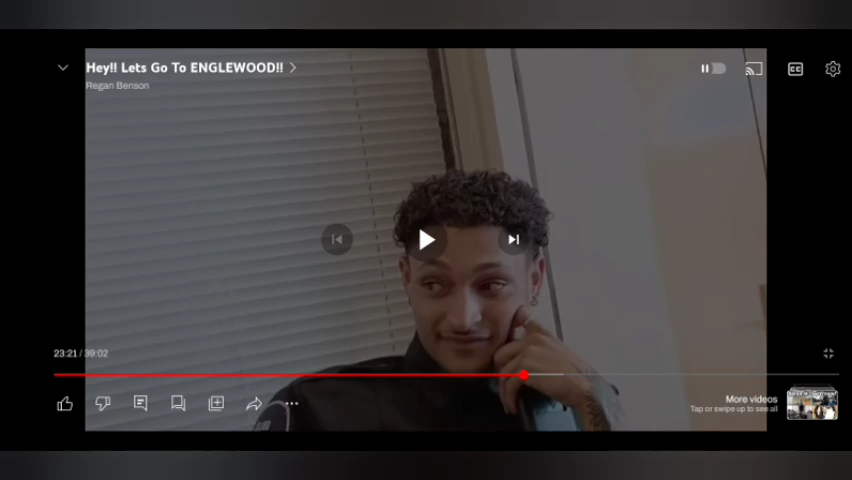 Hey!! Lets Go To ENGLEWOOD!!
Regan Benson
23:21 / 39:02
More videos
Tap or swipe up to see all